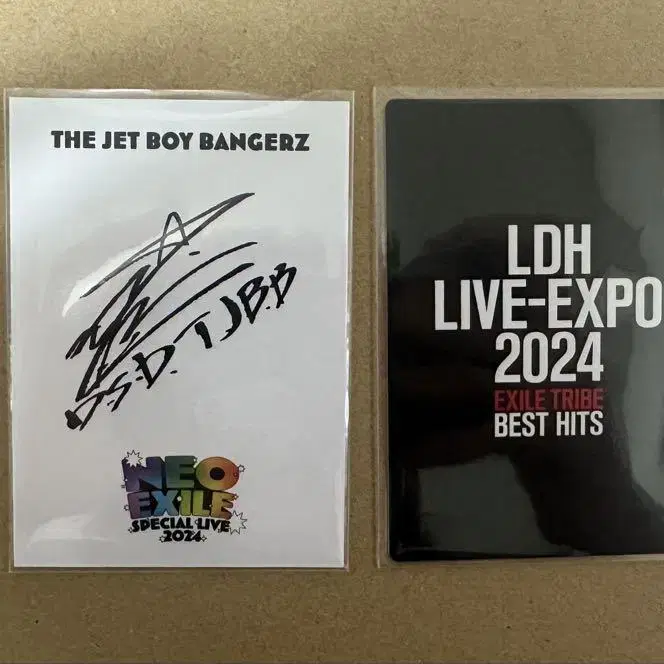 THE JET BOY BANGERZ
TJBB
NEO
EXILE
SPECIAL LIVE
2024
LDH
LIVE-EXPO
2024
EXILE TRIBE
BEST HITS